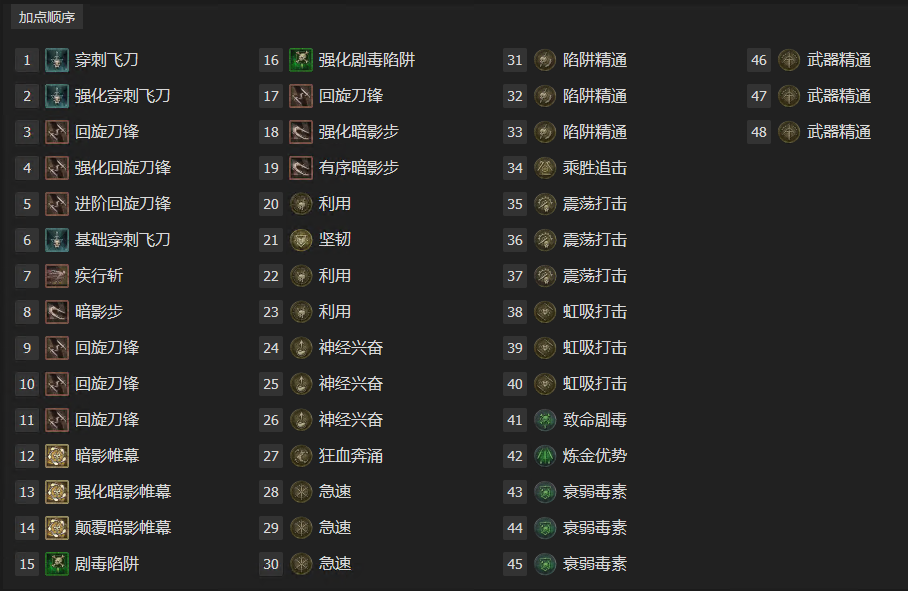 加点顺序
1 穿刺飞刀
2 强化穿刺飞刀
3 回旋刀锋
4 强化回旋刀锋
5 进阶回旋刀锋
6 基础穿刺飞刀
7 疾行斩
8 暗影步
9 回旋刀锋
10 回旋刀锋
11 回旋刀锋
12 暗影帷幕
13 强化暗影帷幕
14 颠覆暗影帷幕
15 剧毒陷阱
16 强化剧毒陷阱
17 回旋刀锋
18 强化暗影步
19 有序暗影步
20 利用
21 坚韧
22 利用
23 利用
24 神经兴奋
25 神经兴奋
26 神经兴奋
27 狂血奔涌
28 急速
29 急速
30 急速
31 陷阱精通
32 陷阱精通
33 陷阱精通
34 乘胜追击
35 震荡打击
36 震荡打击
37 震荡打击
38 虹吸打击
39 虹吸打击
40 虹吸打击
41 致命剧毒
42 炼金优势
43 衰弱毒素
44 衰弱毒素
45 衰弱毒素
46 武器精通
47 武器精通
48 武器精通